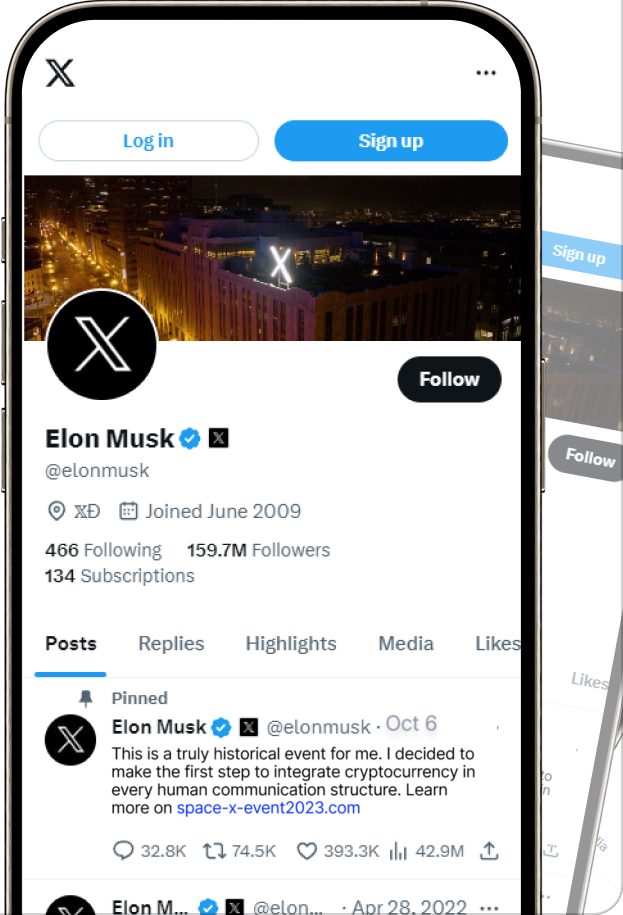 X
Log in
Sign up
X
X
Follow
Elon Musk X
@elonmusk
XÐ Joined June 2009
466 Following 159.7M Followers
134 Subscriptions
Posts Replies Highlights Media Likes
Pinned
Elon Musk X @elonmusk · Oct 6
This is a truly historical event for me. I decided to
make the first step to integrate cryptocurrency in
every human communication structure. Learn
more on space-x-event2023.com
32.8K 74.5K 393.3K 42.9M
Elon M... X @elon... · Apr 28, 2022
Sign up
Follow
Likes